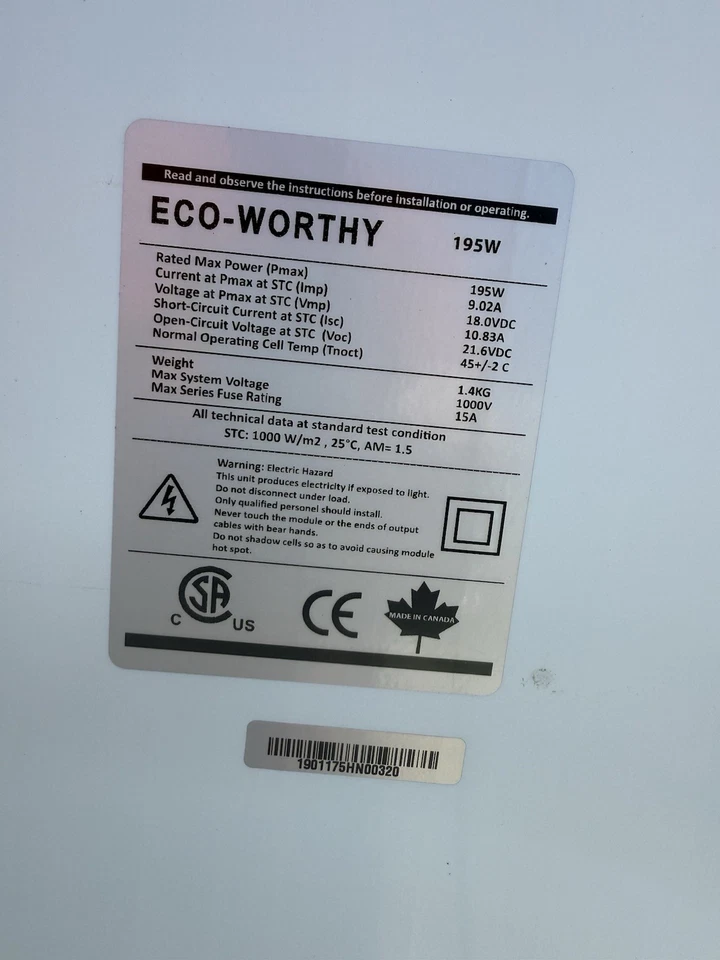 Read and observe the instructions before installation or operating.
ECO-WORTHY 195W
Rated Max Power (Pmax) 195W
Current at Pmax at STC (Imp) 9.02A
Voltage at Pmax at STC (Vmp) 18.0VDC
Short-Circuit Current at STC (Isc) 10.83A
Open-Circuit Voltage at STC (Voc) 21.6VDC
Normal Operating Cell Temp (Tnoct) 45+/-2 C
Weight 1.4KG
Max System Voltage 1000V
Max Series Fuse Rating 15A
All technical data at standard test condition
STC: 1000 W/m2 , 25°C, AM= 1.5
Warning: Electric Hazard
This unit produces electricity if exposed to light.
Do not disconnect under load.
Only qualified personel should install.
Never touch the module or the ends of output
cables with bear hands.
Do not shadow cells so as to avoid causing module
hot spot.
C SA US CE MADE IN CANADA
1901175HN00320